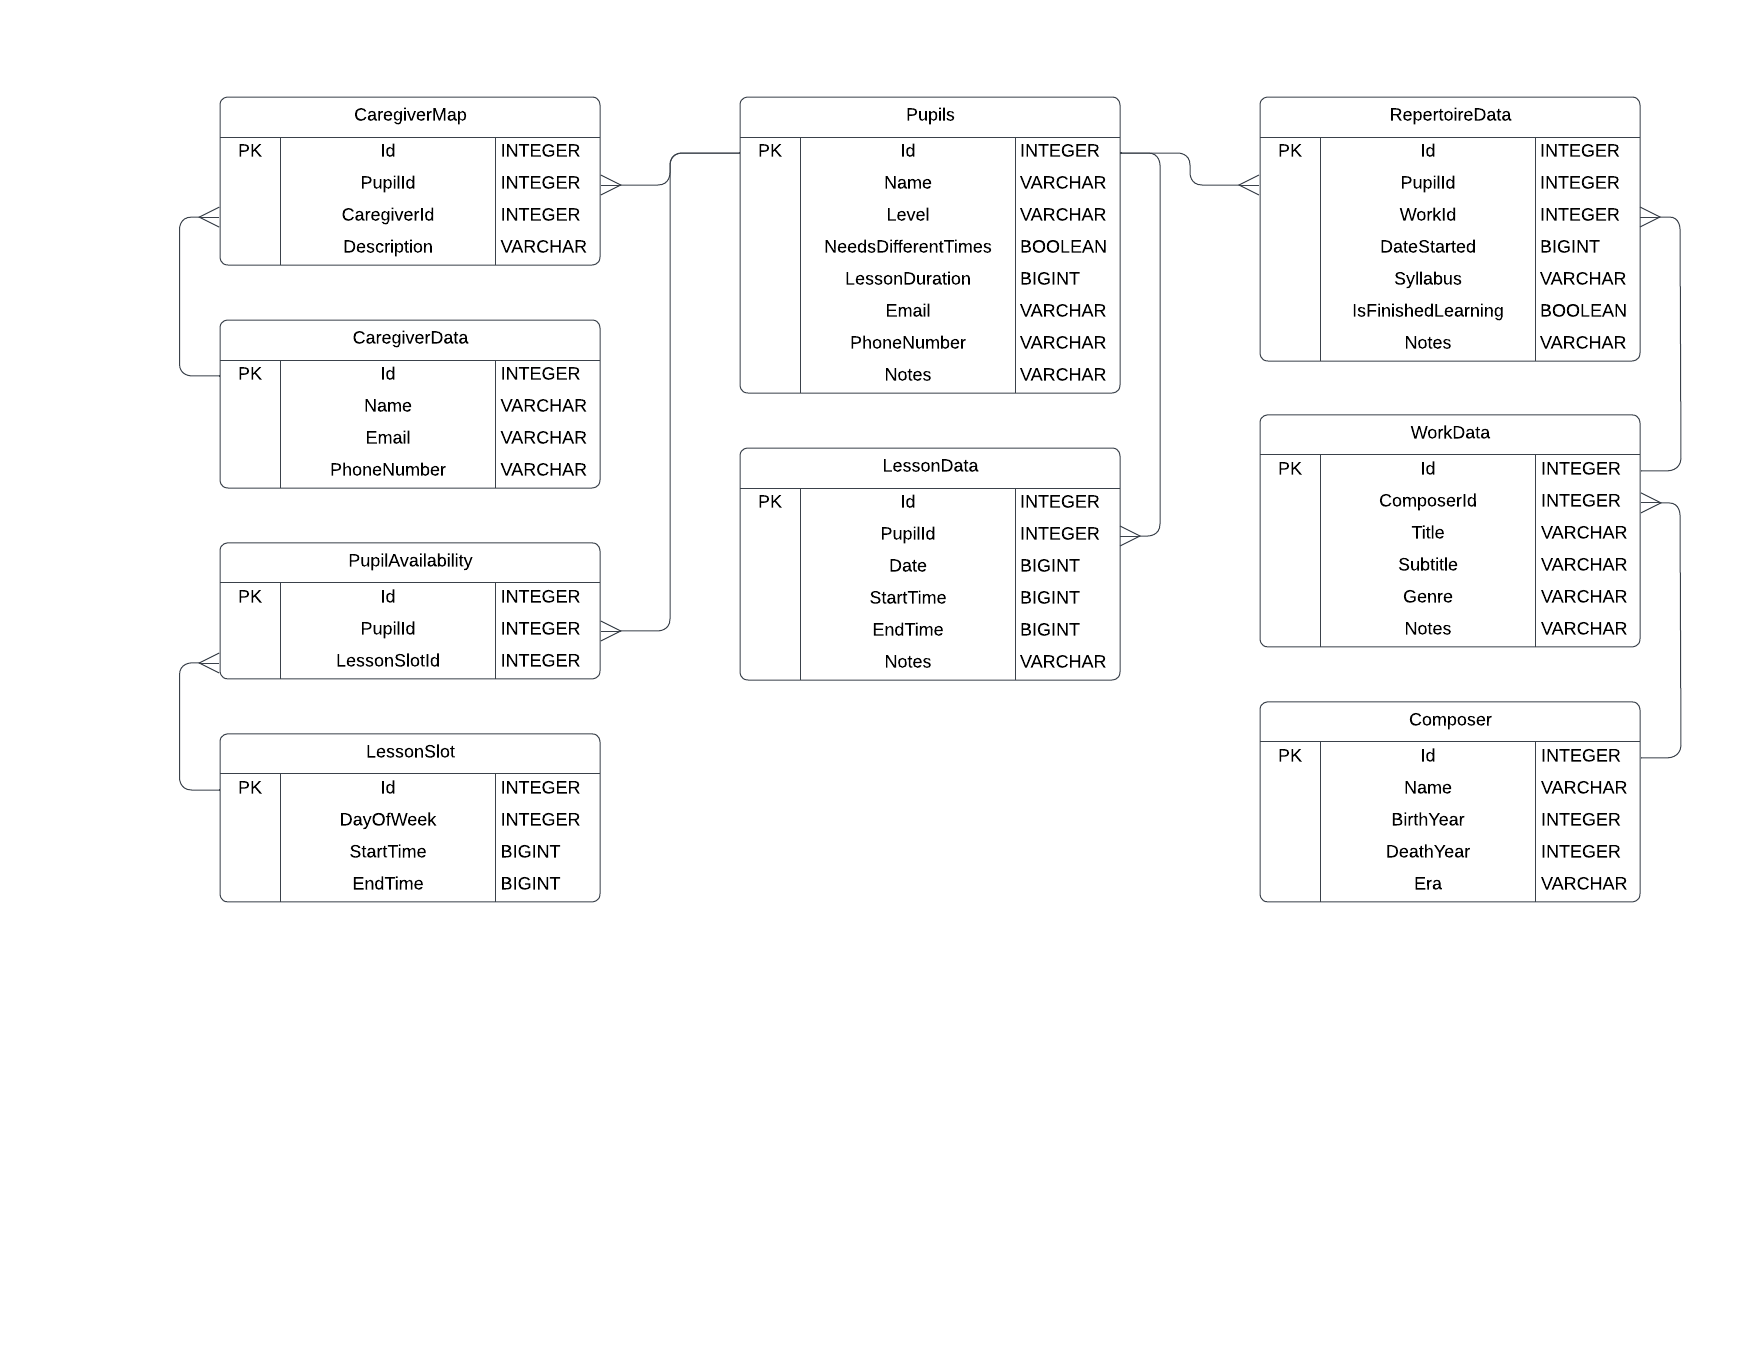 CaregiverMap
PK Id INTEGER
PupilId INTEGER
CaregiverId INTEGER
Description VARCHAR
CaregiverData
PK Id INTEGER
Name VARCHAR
Email VARCHAR
PhoneNumber VARCHAR
PupilAvailability
PK Id INTEGER
PupilId INTEGER
LessonSlotId INTEGER
LessonSlot
PK Id INTEGER
DayOfWeek INTEGER
StartTime BIGINT
EndTime BIGINT
Pupils
PK Id INTEGER
Name VARCHAR
Level VARCHAR
NeedsDifferentTimes BOOLEAN
LessonDuration BIGINT
Email VARCHAR
PhoneNumber VARCHAR
Notes VARCHAR
LessonData
PK Id INTEGER
PupilId INTEGER
Date BIGINT
StartTime BIGINT
EndTime BIGINT
Notes VARCHAR
RepertoireData
PK Id INTEGER
PupilId INTEGER
WorkId INTEGER
DateStarted BIGINT
Syllabus VARCHAR
IsFinishedLearning BOOLEAN
Notes VARCHAR
WorkData
PK Id INTEGER
ComposerId INTEGER
Title VARCHAR
Subtitle VARCHAR
Genre VARCHAR
Notes VARCHAR
Composer
PK Id INTEGER
Name VARCHAR
BirthYear INTEGER
DeathYear INTEGER
Era VARCHAR